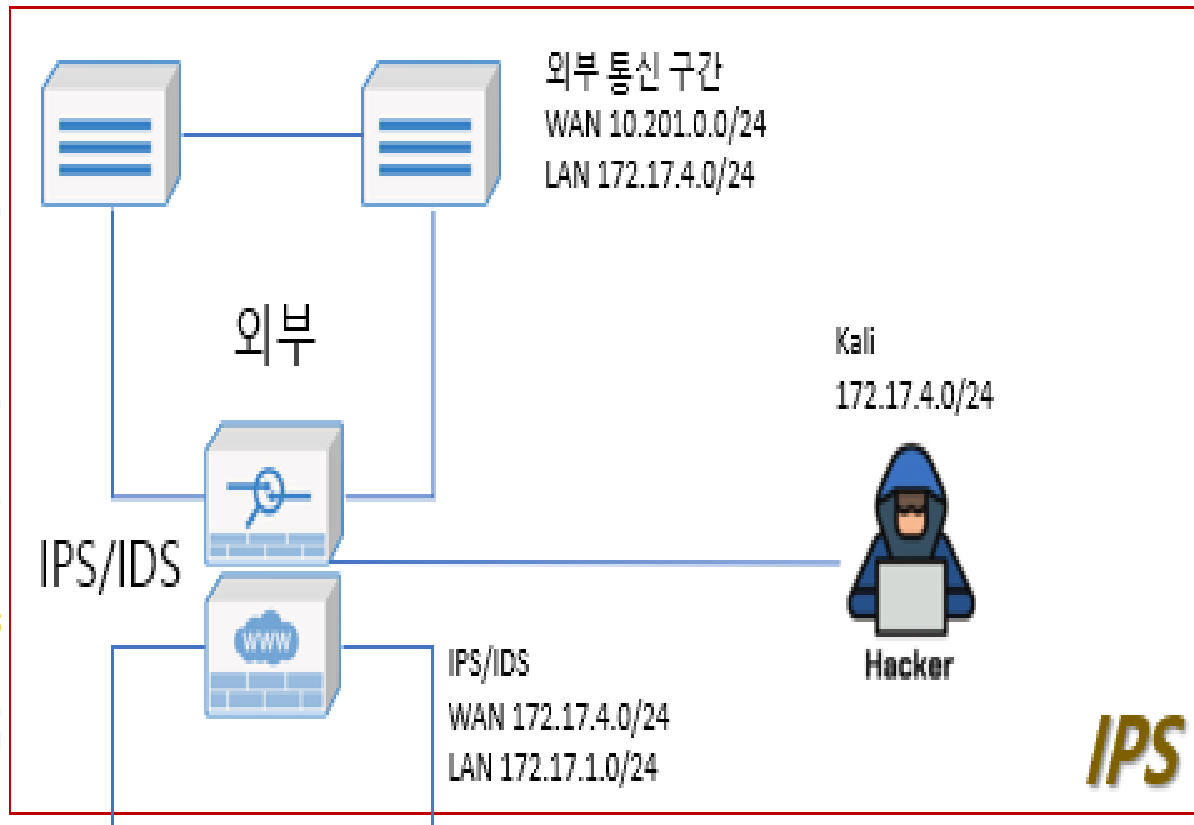 외부 통신 구간
WAN 10.201.0.0/24
LAN 172.17.4.0/24
외부
Kali
172.17.4.0/24
IPS/IDS
WWW
Hacker
IPS/IDS
WAN 172.17.4.0/24
LAN 172.17.1.0/24
IPS